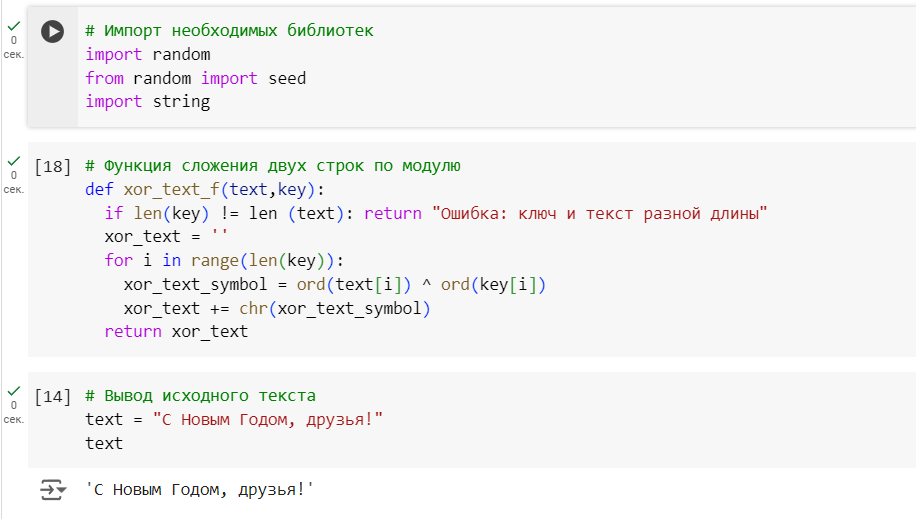 0
сек.
# Импорт необходимых библиотек
import random
from random import seed
import string
0
сек.
[18]
# Функция сложения двух строк по модулю
def xor_text_f(text,key):
if len(key) != len (text): return "Ошибка: ключ и текст разной длины"
xor_text = ''
for i in range(len(key)):
xor_text_symbol = ord(text[i]) ^ ord(key[i])
xor_text += chr(xor_text_symbol)
return xor_text
0
сек.
[14]
# Вывод исходного текста
text = "С Новым Годом, друзья!"
text
'С Новым Годом, друзья!'